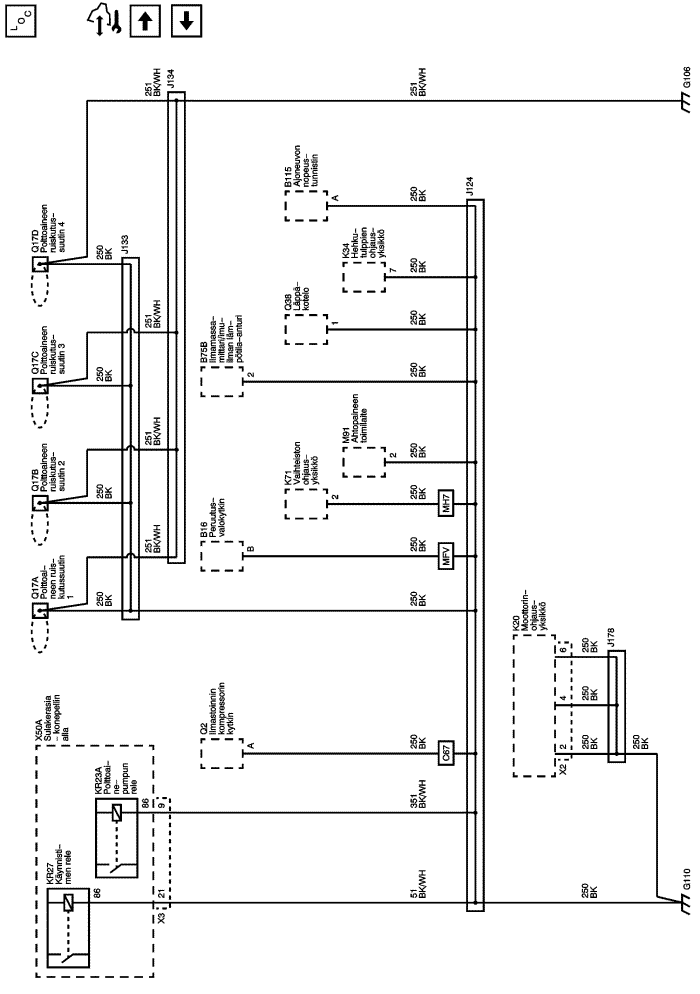 LOC
X50A
Sulakerasia
– konepellin
alla
KR27
Käynnisti–
men rele
86
KR23A
Polttoai–
ne–
pumpun
rele
86
X3
21
9
Q17A
Polttoai–
neen ruis–
kutussuutin
1
Q17B
Polttoaineen
ruiskutus–
suutin 2
Q17C
Polttoaineen
ruiskutus–
suutin 3
Q17D
Polttoaineen
ruiskutus–
suutin 4
250
BK
250
BK
250
BK
250
BK
J133
251
BK/WH
251
BK/WH
251
BK/WH
251
BK/WH
J134
Q2
Ilmastoinnin
kompressorin
kytkin
A
B16
Peruutus–
valokytkin
B
B75B
Ilmamassa–
mittari/imu–
ilman läm–
pötila–anturi
2
K71
Vaihteiston
ohjaus–
yksikkö
2
Q38
Läppä–
kotelo
1
B115
Ajoneuvon
nopeus–
tunnistin
A
M91
Ahtopaineen
toimilaite
2
K34
Hehku–
tulppien
ohjaus–
yksikkö
7
51
BK/WH
351
BK/WH
250
BK
250
BK
250
BK
250
BK
250
BK
250
BK
250
BK
250
BK
250
BK
251
BK/WH
C67
MFV
MH7
J124
K20
Moottorin–
ohjaus–
yksikkö
X2
2
4
6
250
BK
250
BK
250
BK
250
BK
J178
250
BK
G110
G106